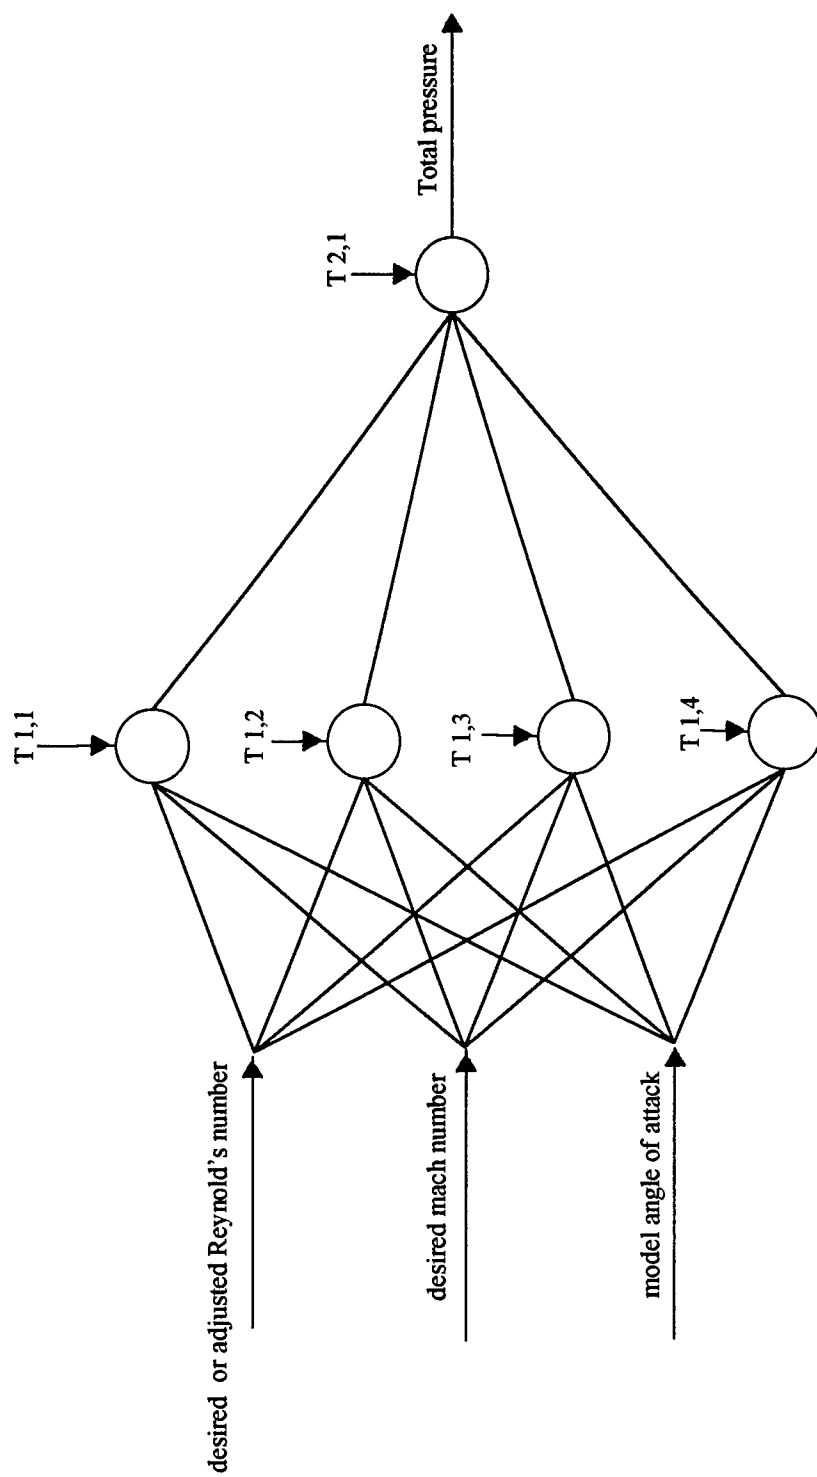 desired or adjusted Reynold's number
desired mach number
model angle of attack
T 1,1
T 1,2
T 1,3
T 1,4
T 2,1
Total pressure